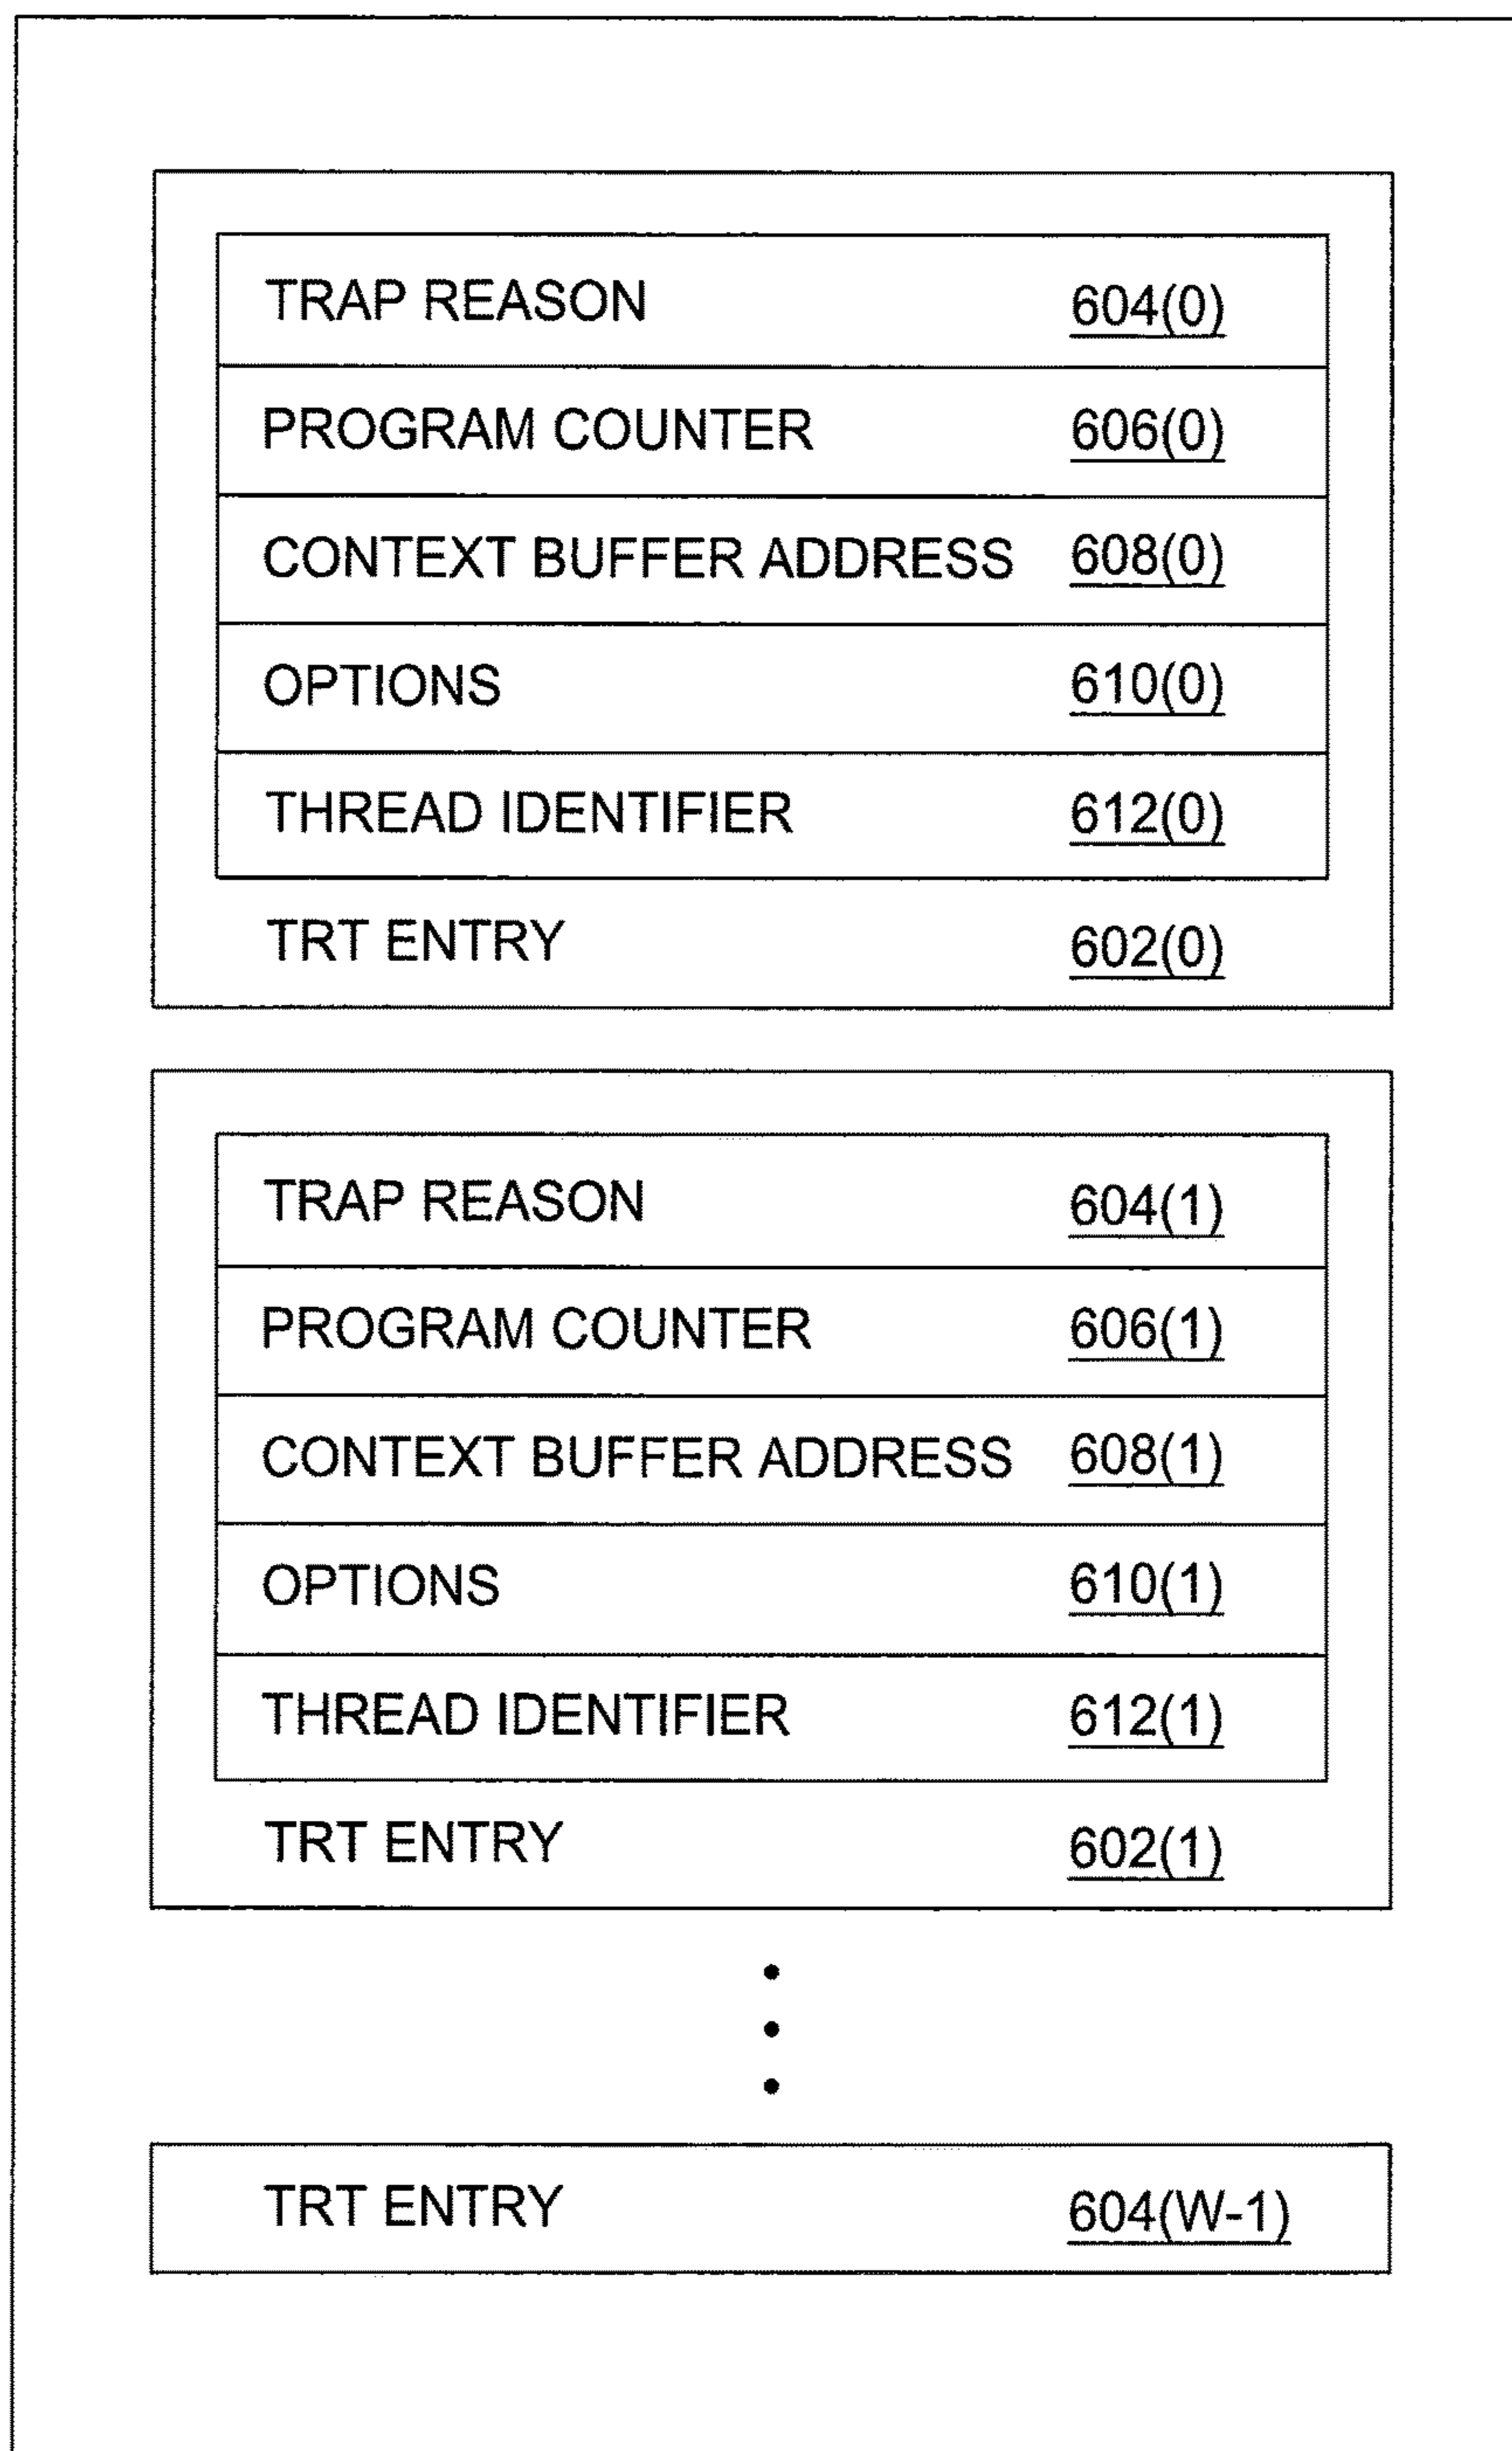 TRAP REASON 604(0)
PROGRAM COUNTER 606(0)
CONTEXT BUFFER ADDRESS 608(0)
OPTIONS 610(0)
THREAD IDENTIFIER 612(0)
TRT ENTRY 602(0)
TRAP REASON 604(1)
PROGRAM COUNTER 606(1)
CONTEXT BUFFER ADDRESS 608(1)
OPTIONS 610(1)
THREAD IDENTIFIER 612(1)
TRT ENTRY 602(1)
TRT ENTRY 604(W-1)